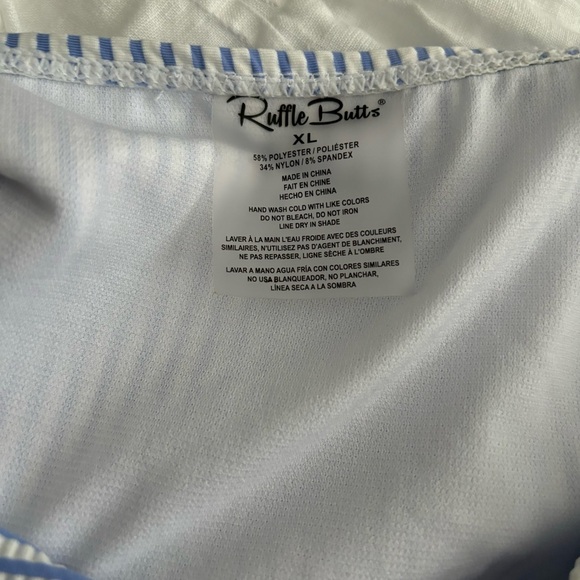 Ruffle Butts®
XL
58% POLYESTER / POLIÉSTER
34% NYLON / 8% SPANDEX
MADE IN CHINA
FAIT EN CHINE
HECHO EN CHINA
HAND WASH COLD WITH LIKE COLORS
DO NOT BLEACH, DO NOT IRON
LINE DRY IN SHADE
LAVER À LA MAIN L'EAU FROIDE AVEC DES COULEURS
SIMILAIRES, N'UTILISEZ PAS D'AGENT DE BLANCHIMENT,
NE PAS REPASSER, LIGNE SÈCHE À L'OMBRE
LAVAR A MANO AGUA FRÍA CON COLORES SIMILARES
NO USA BLANQUEADOR, NO PLANCHAR,
LÍNEA SECA A LA SOMBRA